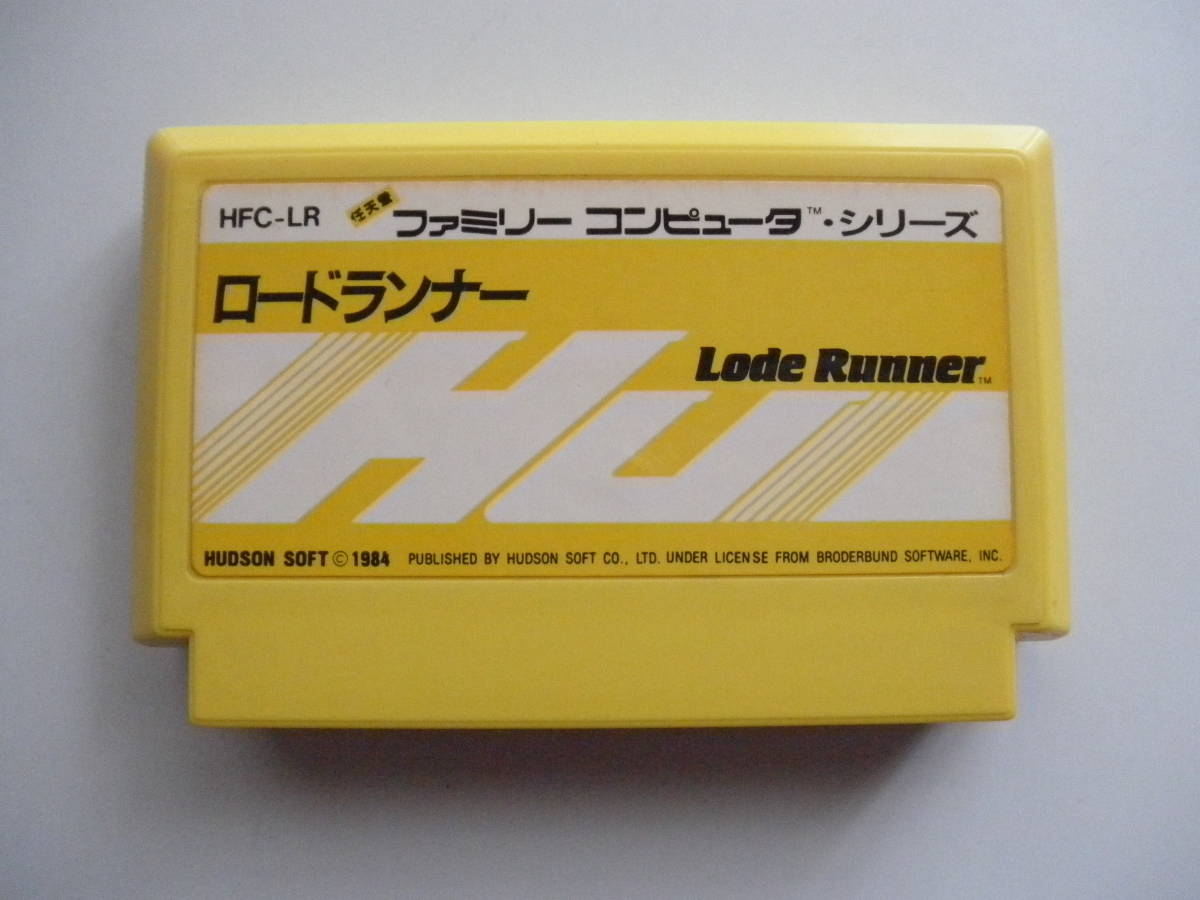 HFC-LR 任天堂 ファミリー コンピュータ™・シリーズ
ロードランナー
Lode Runner™
HU
HUDSON SOFT © 1984 PUBLISHED BY HUDSON SOFT CO., LTD. UNDER LICENSE FROM BRODERBUND SOFTWARE, INC.